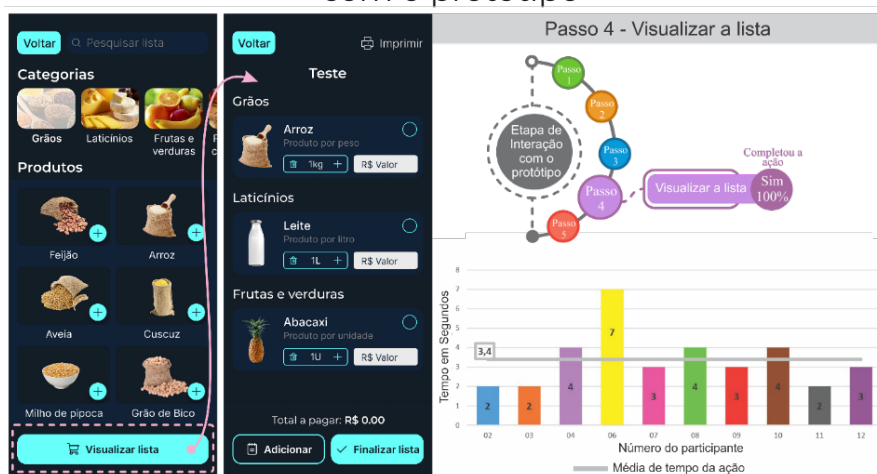 com o protótipo
Voltar
Pesquisar lista
Categorias
Grãos
Laticínios
Frutas e
verduras
Produtos
Feijão
Arroz
Aveia
Cuscuz
Milho de pipoca
Grão de Bico
Visualizar lista
Voltar
Imprimir
Teste
Grãos
Arroz
Produto por peso
1kg +
R$ Valor
Laticínios
Leite
Produto por litro
1L +
R$ Valor
Frutas e verduras
Abacaxi
Produto por unidade
1U +
R$ Valor
Total a pagar: R$ 0.00
Adicionar
Finalizar lista
Passo 4 - Visualizar a lista
Passo
1
Passo
2
Passo
3
Passo
4
Passo
5
Etapa de
Interação
com o
protótipo
Visualizar a lista
Completou a
ação
Sim
100%
Tempo em Segundos
8
7
6
5
4
3
2
1
0
3,4
2
2
4
7
3
4
3
4
2
3
02 03 04 06 07 08 09 10 11 12
Número do participante
Média de tempo da ação